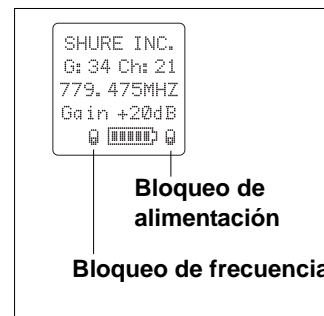 SHURE INC.
G: 34 Ch: 21
779.475MHZ
Gain +20dB
Bloqueo de
alimentación
Bloqueo de frecuencia